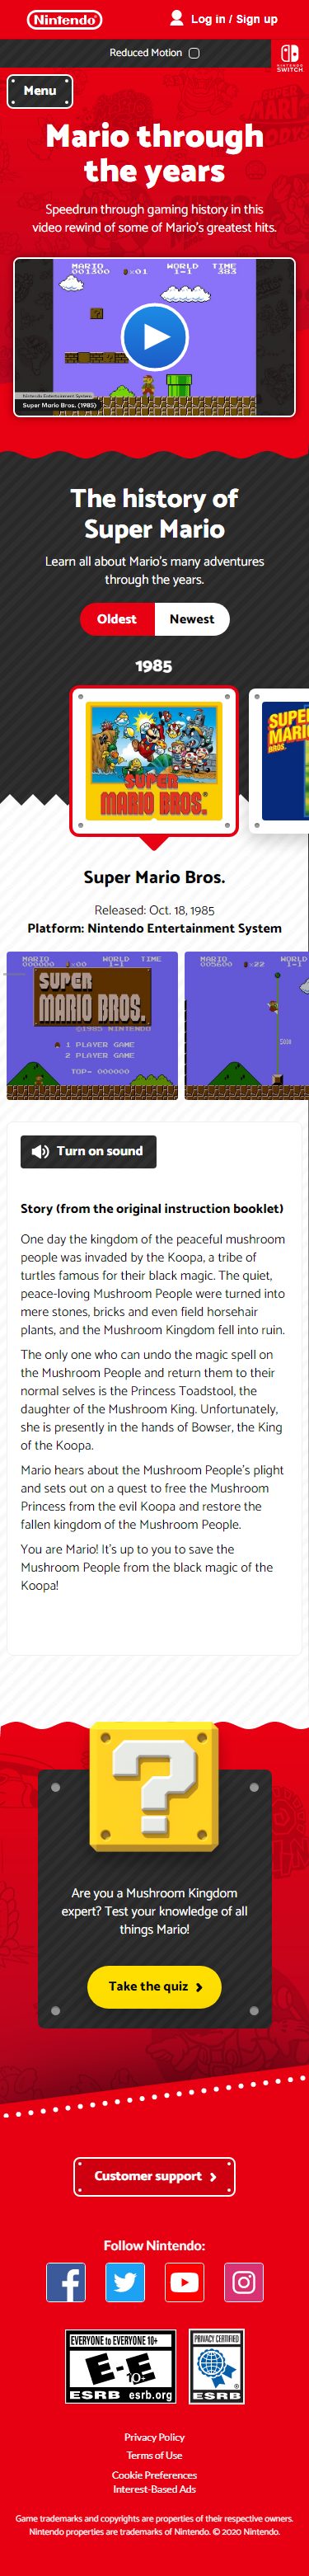 Nintendo
Log in / Sign up
Reduced Motion
NINTENDO
SWITCH
Menu
Mario through
the years
Speedrun through gaming history in this
video rewind of some of Mario's greatest hits.
MARIO WORLD TIME
001300 ×01 1-1 383
Nintendo Entertainment System
Super Mario Bros. (1985)
The history of
Super Mario
Learn all about Mario's many adventures
through the years.
Oldest
Newest
1985
SUPER
MARIO BROS.
SUPER
MARIO
BROS.
Super Mario Bros.
Released: Oct. 18, 1985
Platform: Nintendo Entertainment System
MARIO WORLD TIME
000000 ×00 1-1
SUPER
MARIO BROS.
©1985 NINTENDO
1 PLAYER GAME
2 PLAYER GAME
TOP- 000000
MARIO WORLD
005600 ×22 1-1
Turn on sound
Story (from the original instruction booklet)
One day the kingdom of the peaceful mushroom
people was invaded by the Koopa, a tribe of
turtles famous for their black magic. The quiet,
peace-loving Mushroom People were turned into
mere stones, bricks and even field horsehair
plants, and the Mushroom Kingdom fell into ruin.
The only one who can undo the magic spell on
the Mushroom People and return them to their
normal selves is the Princess Toadstool, the
daughter of the Mushroom King. Unfortunately,
she is presently in the hands of Bowser, the King
of the Koopa.
Mario hears about the Mushroom People's plight
and sets out on a quest to free the Mushroom
Princess from the evil Koopa and restore the
fallen kingdom of the Mushroom People.
You are Mario! It's up to you to save the
Mushroom People from the black magic of the
Koopa!
?
Are you a Mushroom Kingdom
expert? Test your knowledge of all
things Mario!
Take the quiz
Customer support
Follow Nintendo:
EVERYONE to EVERYONE 10+
E-E
10+
ESRB esrb.org
PRIVACY CERTIFIED
ESRB
Privacy Policy
Terms of Use
Cookie Preferences
Interest-Based Ads
Game trademarks and copyrights are properties of their respective owners.
Nintendo properties are trademarks of Nintendo. © 2020 Nintendo.